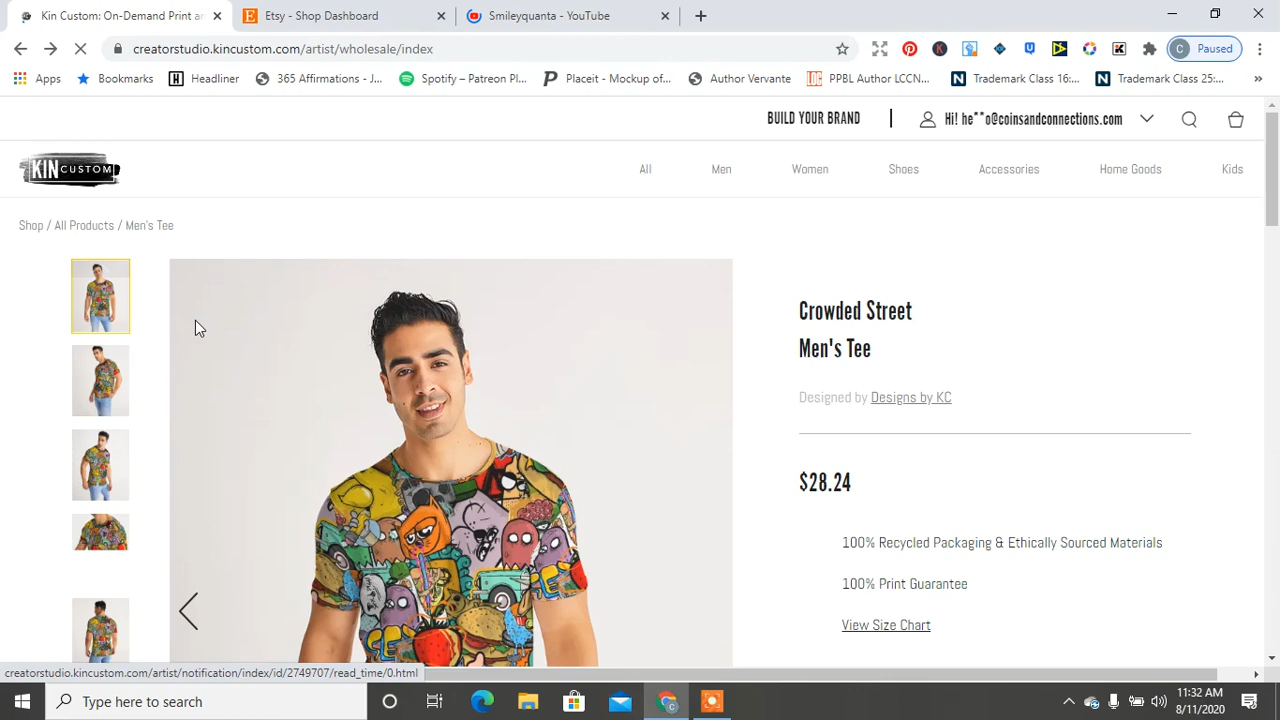 Kin Custom: On-Demand Print ar
Etsy - Shop Dashboard
Smileyquanta - YouTube
creatorstudio.kincustom.com/artist/wholesale/index
C Paused
Apps
Bookmarks
Headliner
365 Affirmations - J...
Spotify – Patreon Pl...
Placeit - Mockup of...
Author Vervante
PPBL Author LCCN...
Trademark Class 16:...
Trademark Class 25:...
BUILD YOUR BRAND
Hi! he**o@coinsandconnections.com
KIN CUSTOM
All
Men
Women
Shoes
Accessories
Home Goods
Kids
Shop / All Products / Men's Tee
Crowded Street
Men's Tee
Designed by Designs by KC
$28.24
100% Recycled Packaging & Ethically Sourced Materials
100% Print Guarantee
View Size Chart
creatorstudio.kincustom.com/artist/notification/index/id/2749707/read_time/0.html
Type here to search
11:32 AM
8/11/2020